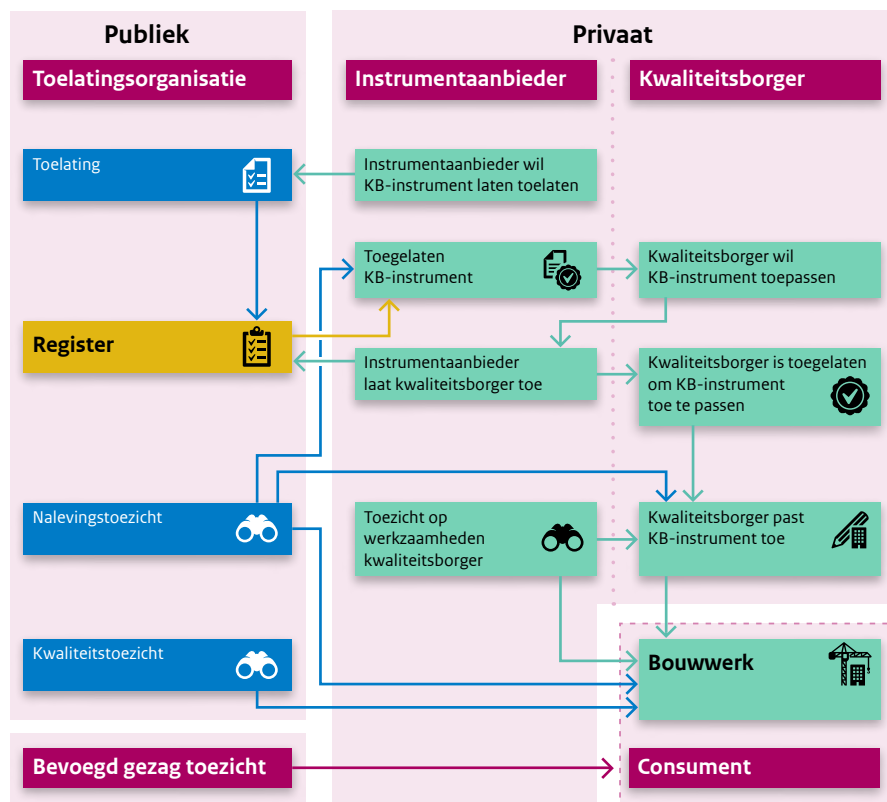 Publiek
Privaat
Toelatingsorganisatie
Instrumentaanbieder
Kwaliteitsborger
Toelating
Instrumentaanbieder wil
KB-instrument laten toelaten
Toegelaten
KB-instrument
Kwaliteitsborger wil
KB-instrument toepassen
Register
Instrumentaanbieder
laat kwaliteitsborger toe
Kwaliteitsborger is toegelaten
om KB-instrument
toe te passen
Nalevingstoezicht
Toezicht op
werkzaamheden
kwaliteitsborger
Kwaliteitsborger past
KB-instrument toe
Kwaliteitstoezicht
Bouwwerk
Bevoegd gezag toezicht
Consument